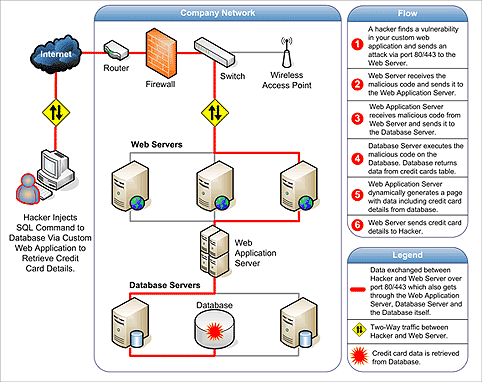 Company Network
Internet
Router
Firewall
Switch
Wireless
Access Point
Web Servers
Hacker Injects
SQL Command to
Database Via Custom
Web Application to
Retrieve Credit
Card Details.
Web
Application
Server
Database Servers
Database
Flow
1
A hacker finds a vulnerability
in your custom web
application and sends an
attack via port 80/443 to the
Web Server.
2
Web Server receives the
malicious code and sends it to
the Web Application Server.
3
Web Application Server
receives malicious code from
Web Server and sends it to
the Database Server.
4
Database Server executes the
malicious code on the
Database. Database returns
data from credit cards table.
5
Web Application Server
dynamically generates a page
with data including credit card
details from database.
6
Web Server sends credit card
details to Hacker.
Legend
Data exchanged between
Hacker and Web Server over
port 80/443 which also gets
through the Web Application
Server, Database Server and
the Database itself.
Two-Way traffic between
Hacker and Web Server.
Credit card data is retrieved
from Database.